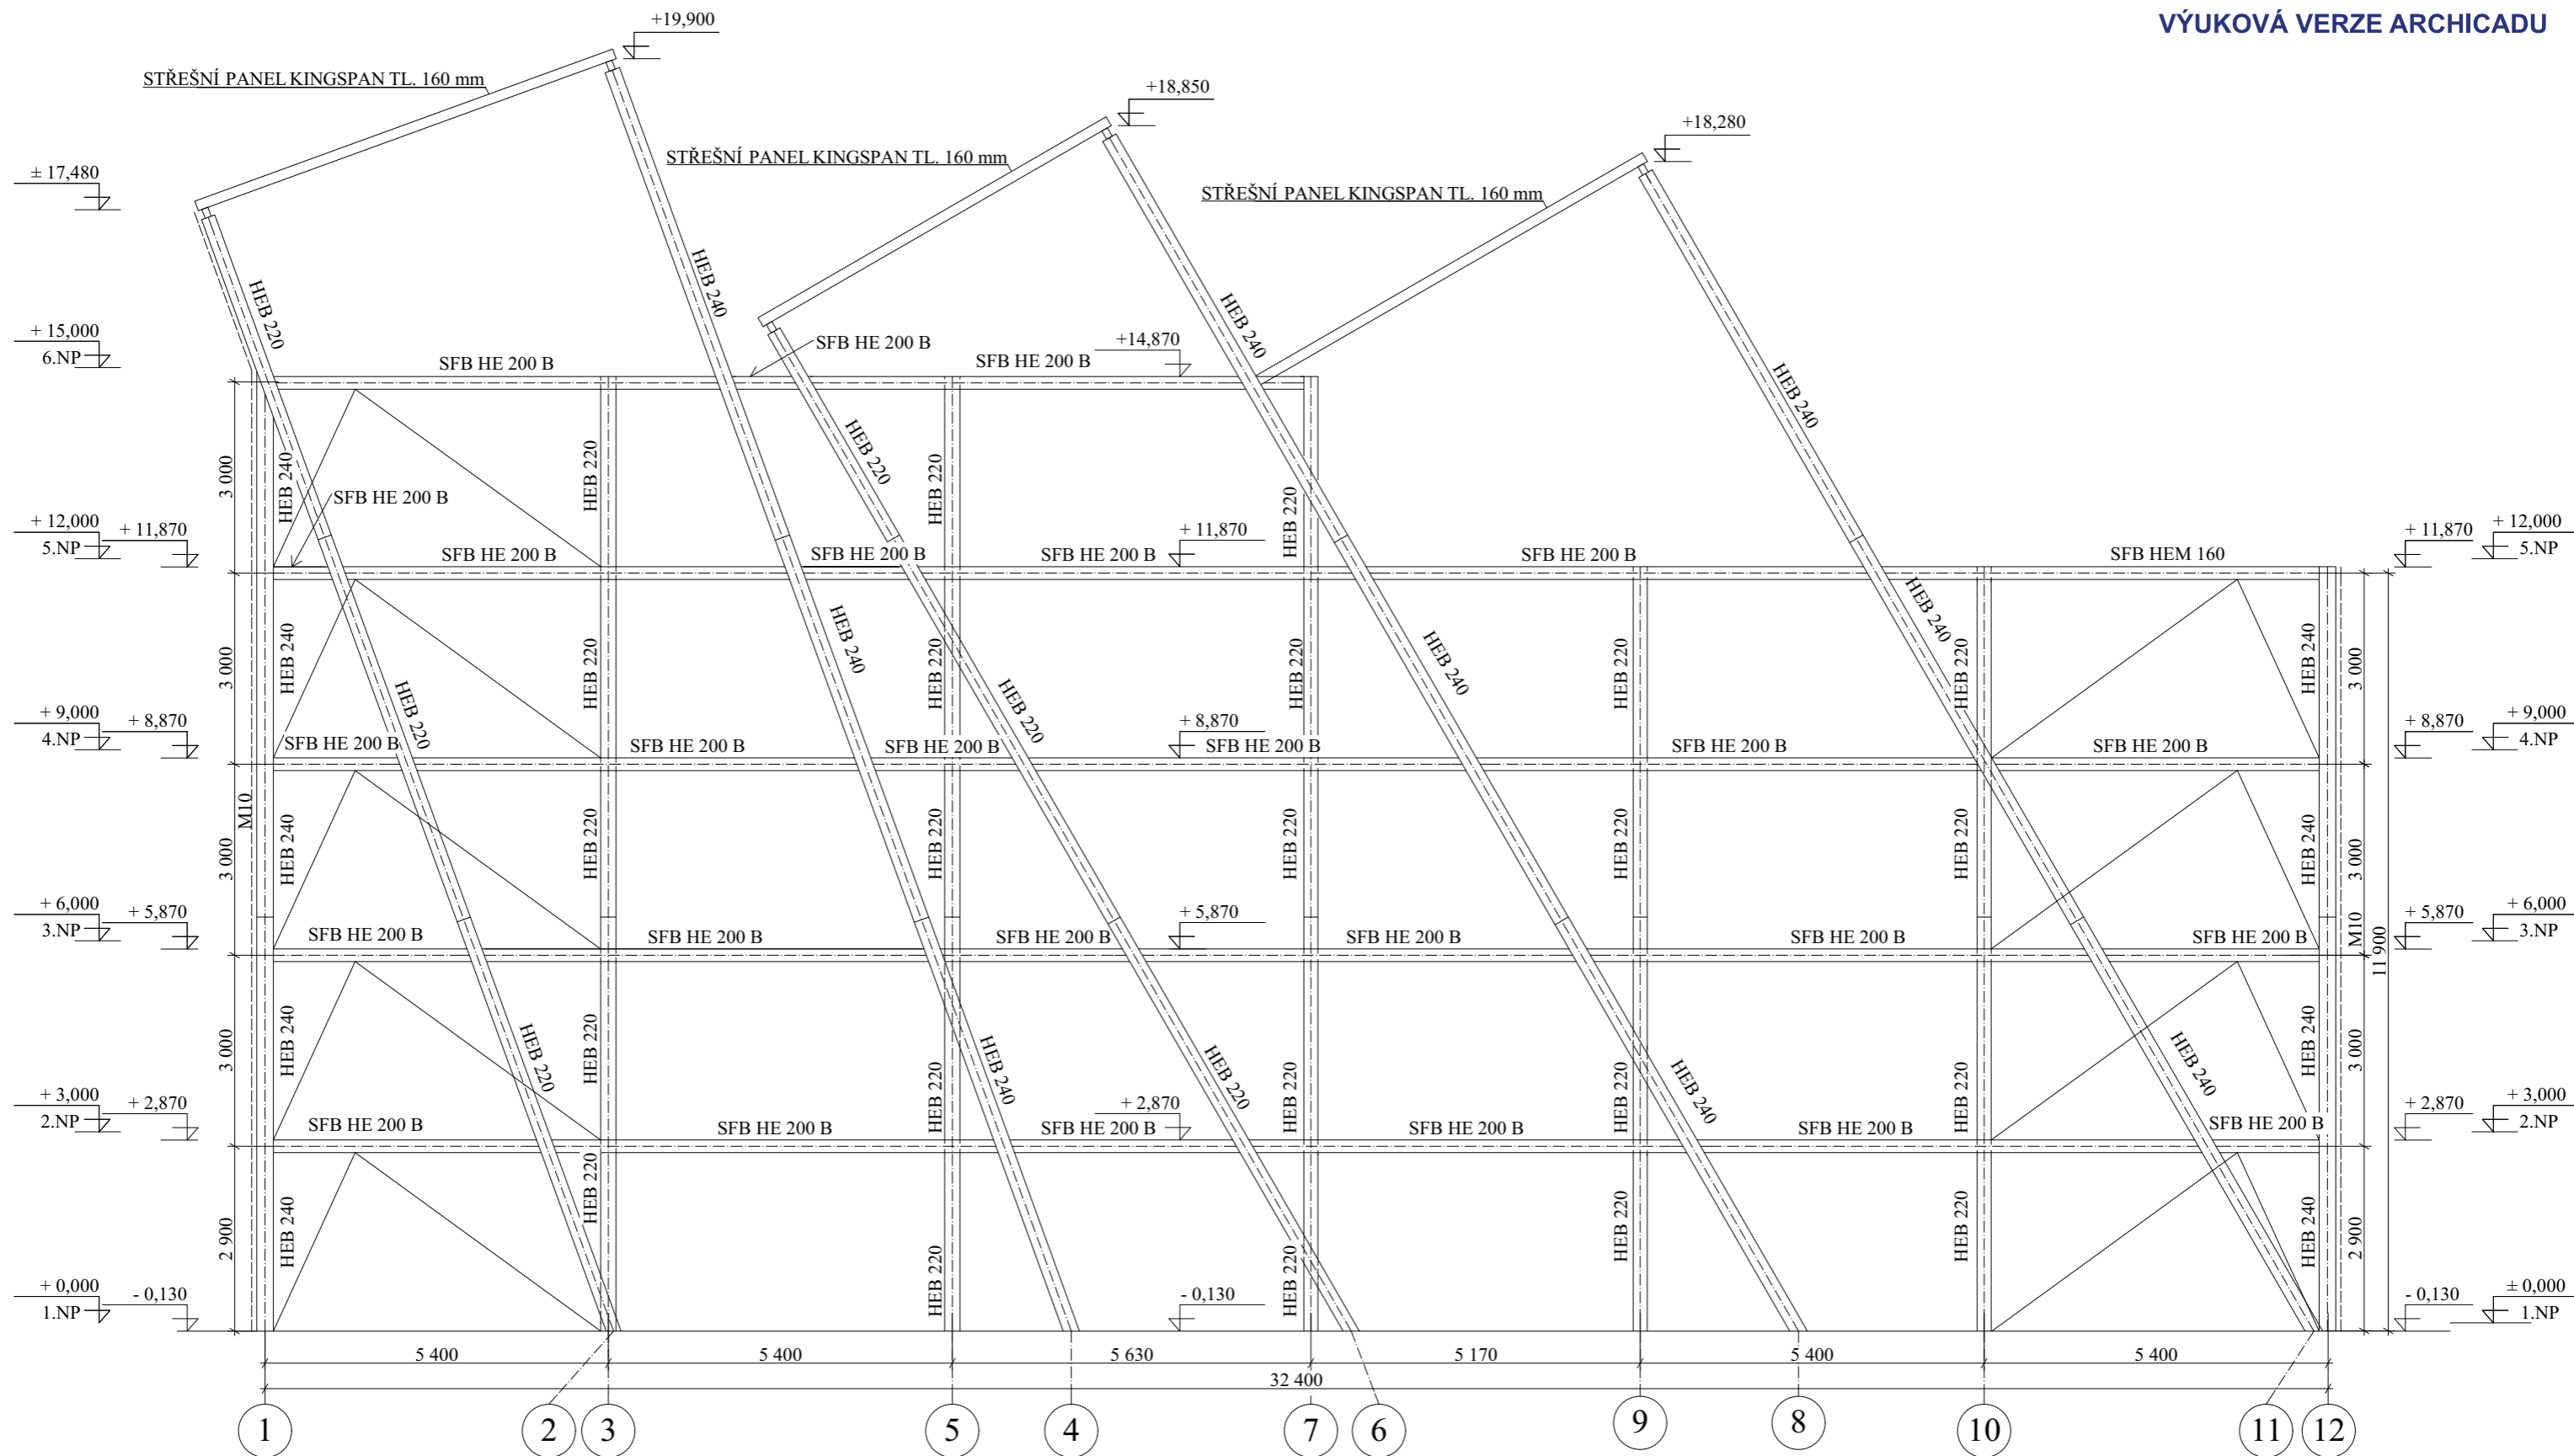 VÝUKOVÁ VERZE ARCHICADU
+19,900
STŘEŠNÍ PANEL KINGSPAN TL. 160 mm
+18,850
+18,280
STŘEŠNÍ PANEL KINGSPAN TL. 160 mm
± 17,480
STŘEŠNÍ PANEL KINGSPAN TL. 160 mm
HEB 220
HEB 240
HEB 240
HEB 240
+ 15,000
6.NP
SFB HE 200 B
SFB HE 200 B
SFB HE 200 B
+14,870
3 000
HEB 240
HEB 220
HEB 220
HEB 220
HEB 220
SFB HE 200 B
+ 12,000
5.NP
+ 11,870
SFB HE 200 B
SFB HE 200 B
SFB HE 200 B
+ 11,870
SFB HE 200 B
SFB HEM 160
+ 11,870
+ 12,000
5.NP
3 000
HEB 240
HEB 220
HEB 220
HEB 240
HEB 220
HEB 220
HEB 220
HEB 240
HEB 220
HEB 240
HEB 220
HEB 240
3 000
+ 9,000
4.NP
+ 8,870
SFB HE 200 B
SFB HE 200 B
SFB HE 200 B
+ 8,870
SFB HE 200 B
SFB HE 200 B
SFB HE 200 B
+ 8,870
+ 9,000
4.NP
M10
3 000
HEB 240
HEB 220
HEB 220
HEB 220
HEB 220
HEB 220
HEB 240
3 000
+ 6,000
3.NP
+ 5,870
SFB HE 200 B
SFB HE 200 B
SFB HE 200 B
+ 5,870
SFB HE 200 B
SFB HE 200 B
SFB HE 200 B
M10
11 900
+ 5,870
+ 6,000
3.NP
3 000
HEB 240
HEB 220
HEB 220
HEB 220
HEB 240
HEB 220
HEB 220
HEB 220
HEB 240
HEB 220
HEB 240
HEB 240
3 000
+ 3,000
2.NP
+ 2,870
SFB HE 200 B
SFB HE 200 B
+ 2,870
SFB HE 200 B
SFB HE 200 B
SFB HE 200 B
SFB HE 200 B
+ 2,870
+ 3,000
2.NP
2 900
HEB 240
HEB 220
HEB 220
HEB 220
HEB 220
HEB 220
HEB 240
2 900
+ 0,000
1.NP
- 0,130
- 0,130
- 0,130
± 0,000
1.NP
5 400
5 400
5 630
5 170
5 400
5 400
32 400
1
2
3
5
4
7
6
9
8
10
11
12